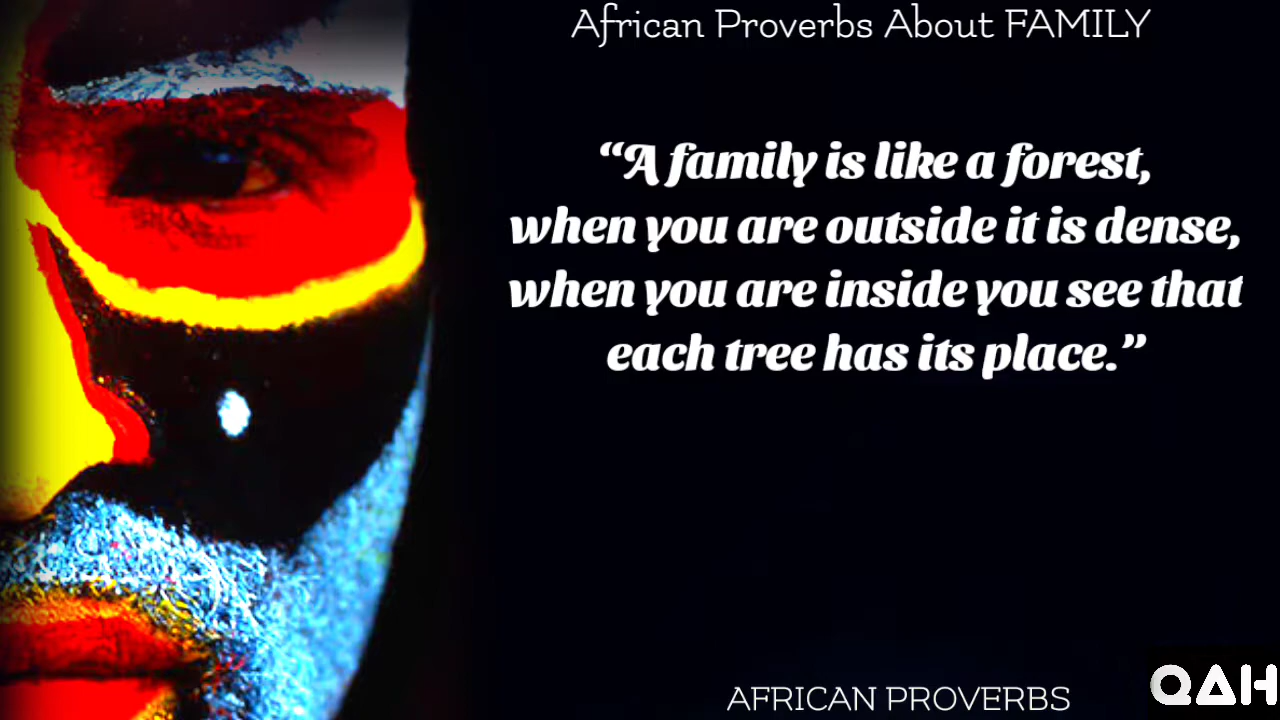 African Proverbs About FAMILY
“A family is like a forest,
when you are outside it is dense,
when you are inside you see that
each tree has its place.”
AFRICAN PROVERBS
QAH